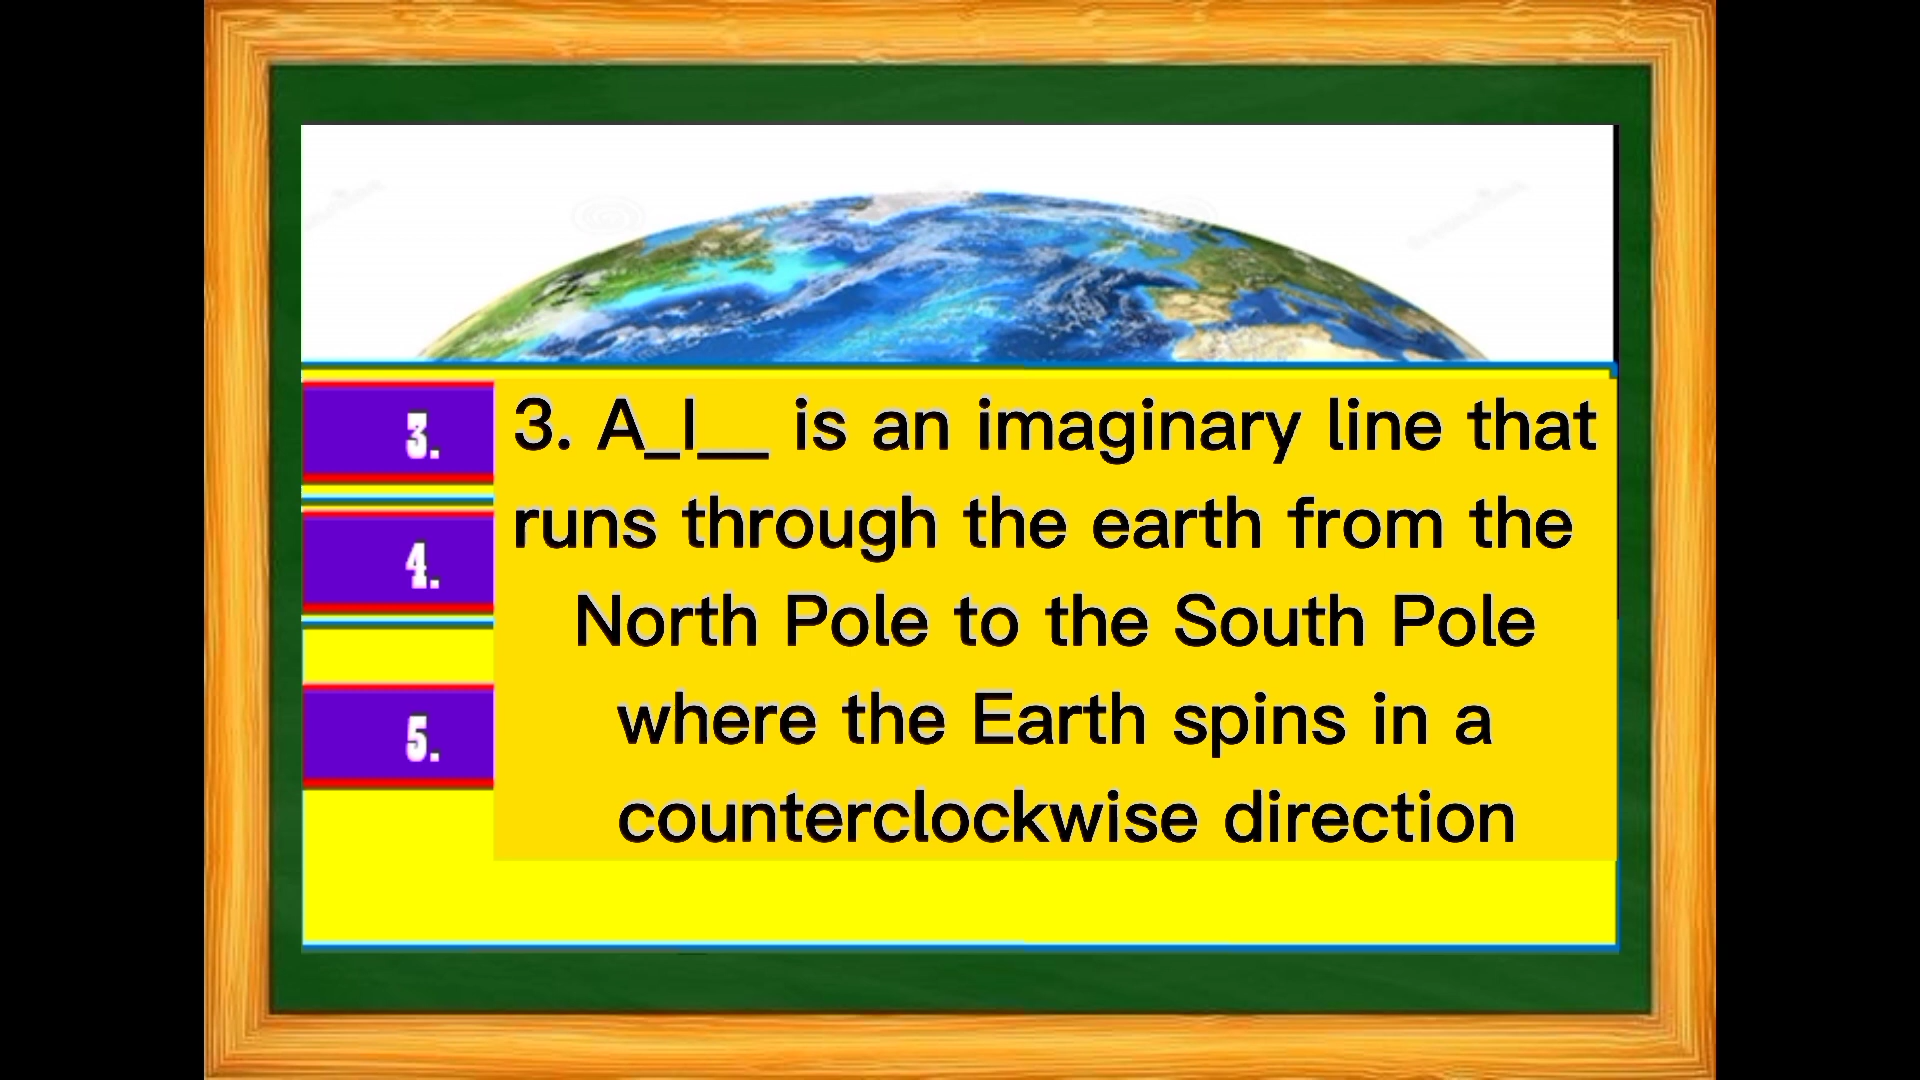 3.
4.
5.
3. A_I__ is an imaginary line that
runs through the earth from the
North Pole to the South Pole
where the Earth spins in a
counterclockwise direction